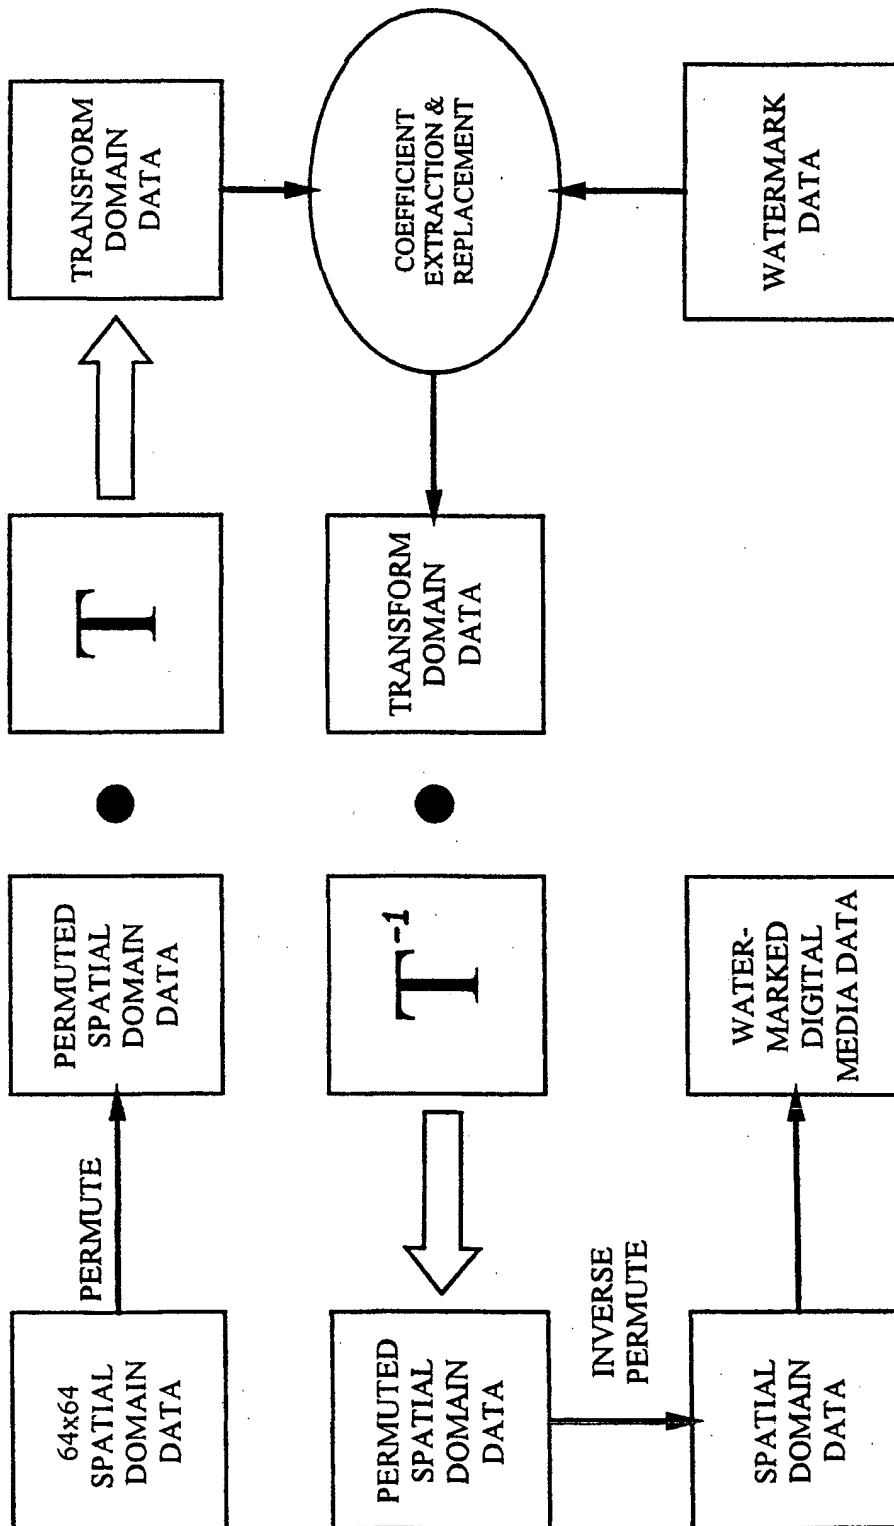 64x64
SPATIAL
DOMAIN
DATA
PERMUTE
PERMUTED
SPATIAL
DOMAIN
DATA
T
TRANSFORM
DOMAIN
DATA
PERMUTED
SPATIAL
DOMAIN
DATA
T-1
TRANSFORM
DOMAIN
DATA
COEFFICIENT
EXTRACTION &
REPLACEMENT
INVERSE
PERMUTE
SPATIAL
DOMAIN
DATA
WATER-
MARKED
DIGITAL
MEDIA DATA
WATERMARK
DATA